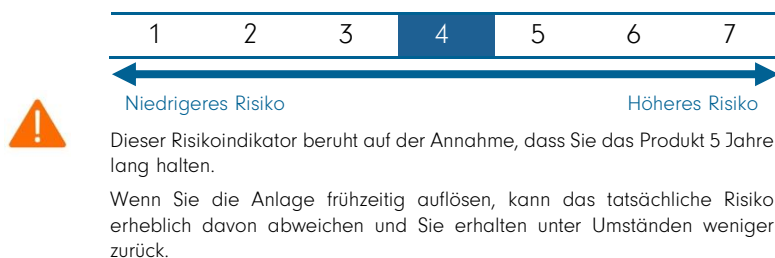 1 2 3 4 5 6 7
Niedrigeres Risiko Höheres Risiko
Dieser Risikoindikator beruht auf der Annahme, dass Sie das Produkt 5 Jahre
lang halten.
Wenn Sie die Anlage frühzeitig auflösen, kann das tatsächliche Risiko
erheblich davon abweichen und Sie erhalten unter Umständen weniger
zurück.